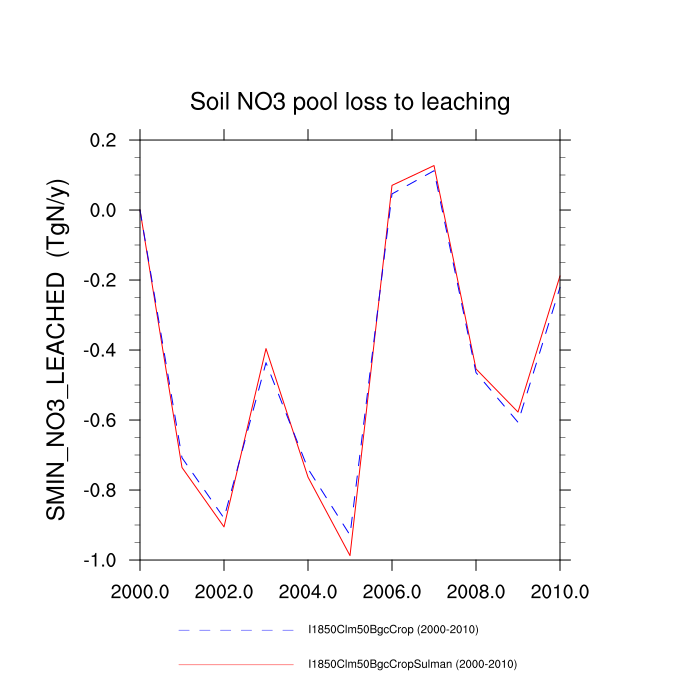 Soil NO3 pool loss to leaching
SMIN_NO3_LEACHED (TgN/y)
0.2
0.0
-0.2
-0.4
-0.6
-0.8
-1.0
2000.0 2002.0 2004.0 2006.0 2008.0 2010.0
I1850Clm50BgcCrop (2000-2010)
I1850Clm50BgcCropSulman (2000-2010)